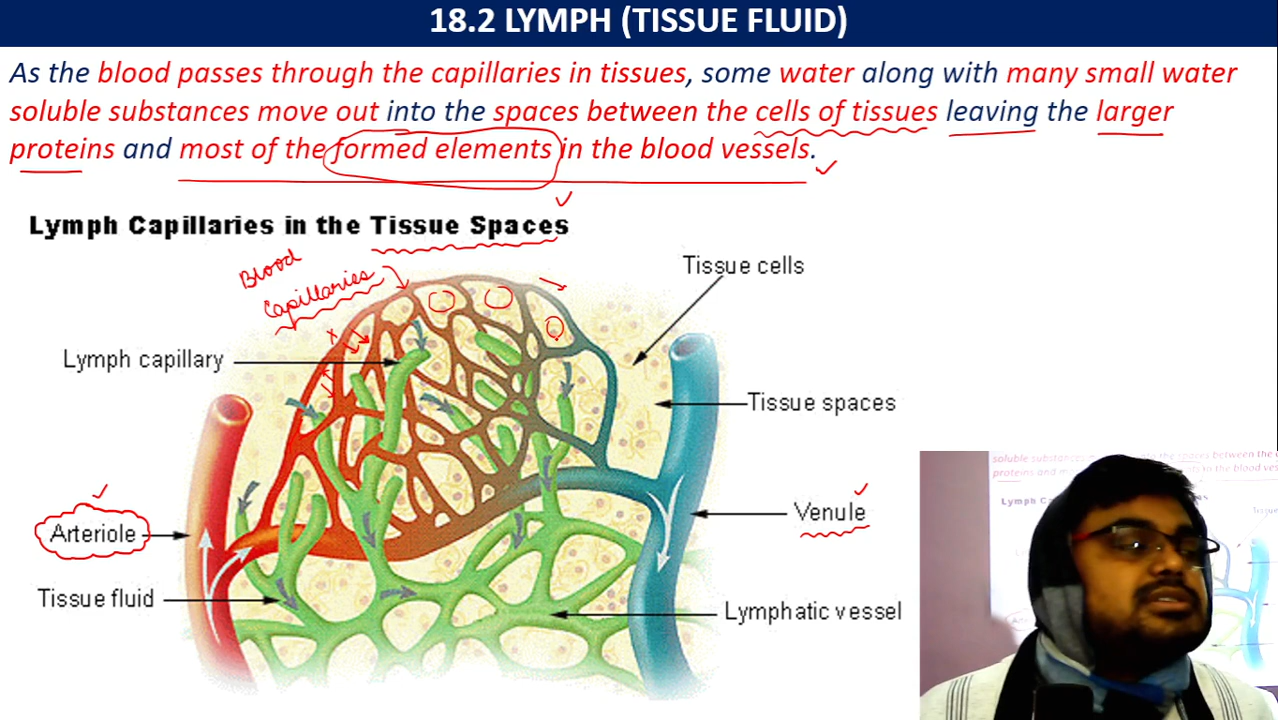 18.2 LYMPH (TISSUE FLUID)
As the blood passes through the capillaries in tissues, some water along with many small water
soluble substances move out into the spaces between the cells of tissues leaving the larger
proteins and most of the formed elements in the blood vessels.
Lymph Capillaries in the Tissue Spaces
Blood
Capillaries
Tissue cells
Lymph capillary
Tissue spaces
Arteriole
Venule
Tissue fluid
Lymphatic vessel